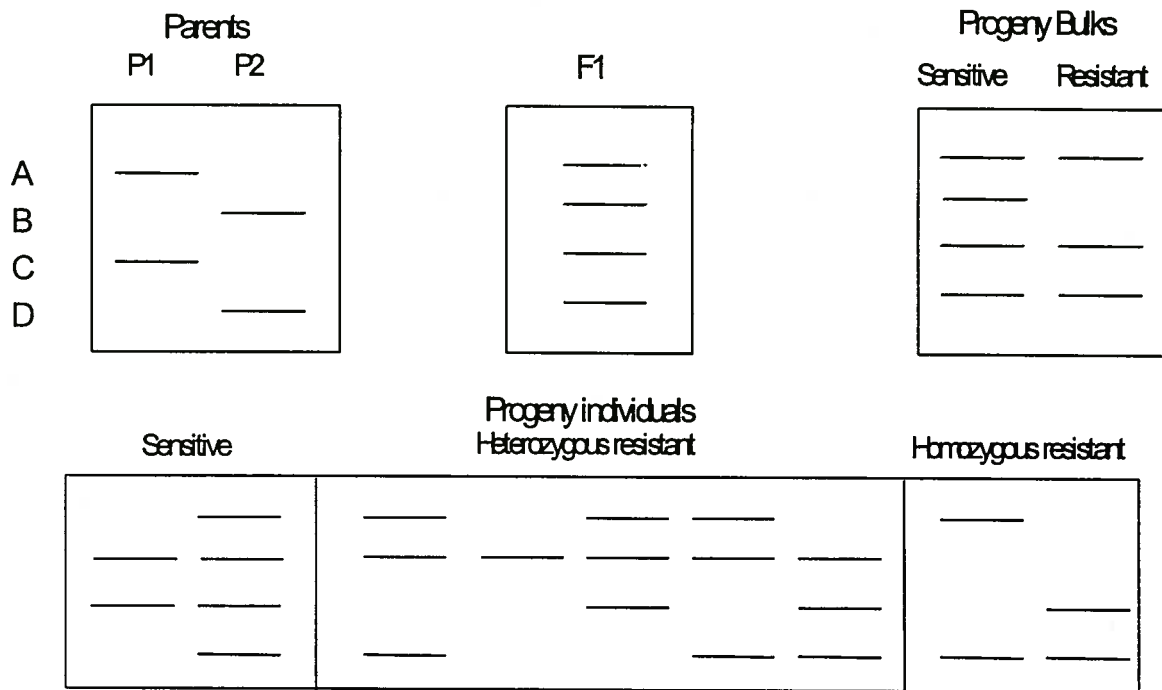 Parents
P1 P2
F1
Progeny Bulks
Sensitive Resistant
A
B
C
D
Progeny individuals
Sensitive
Heterozygous resistant
Homozygous resistant